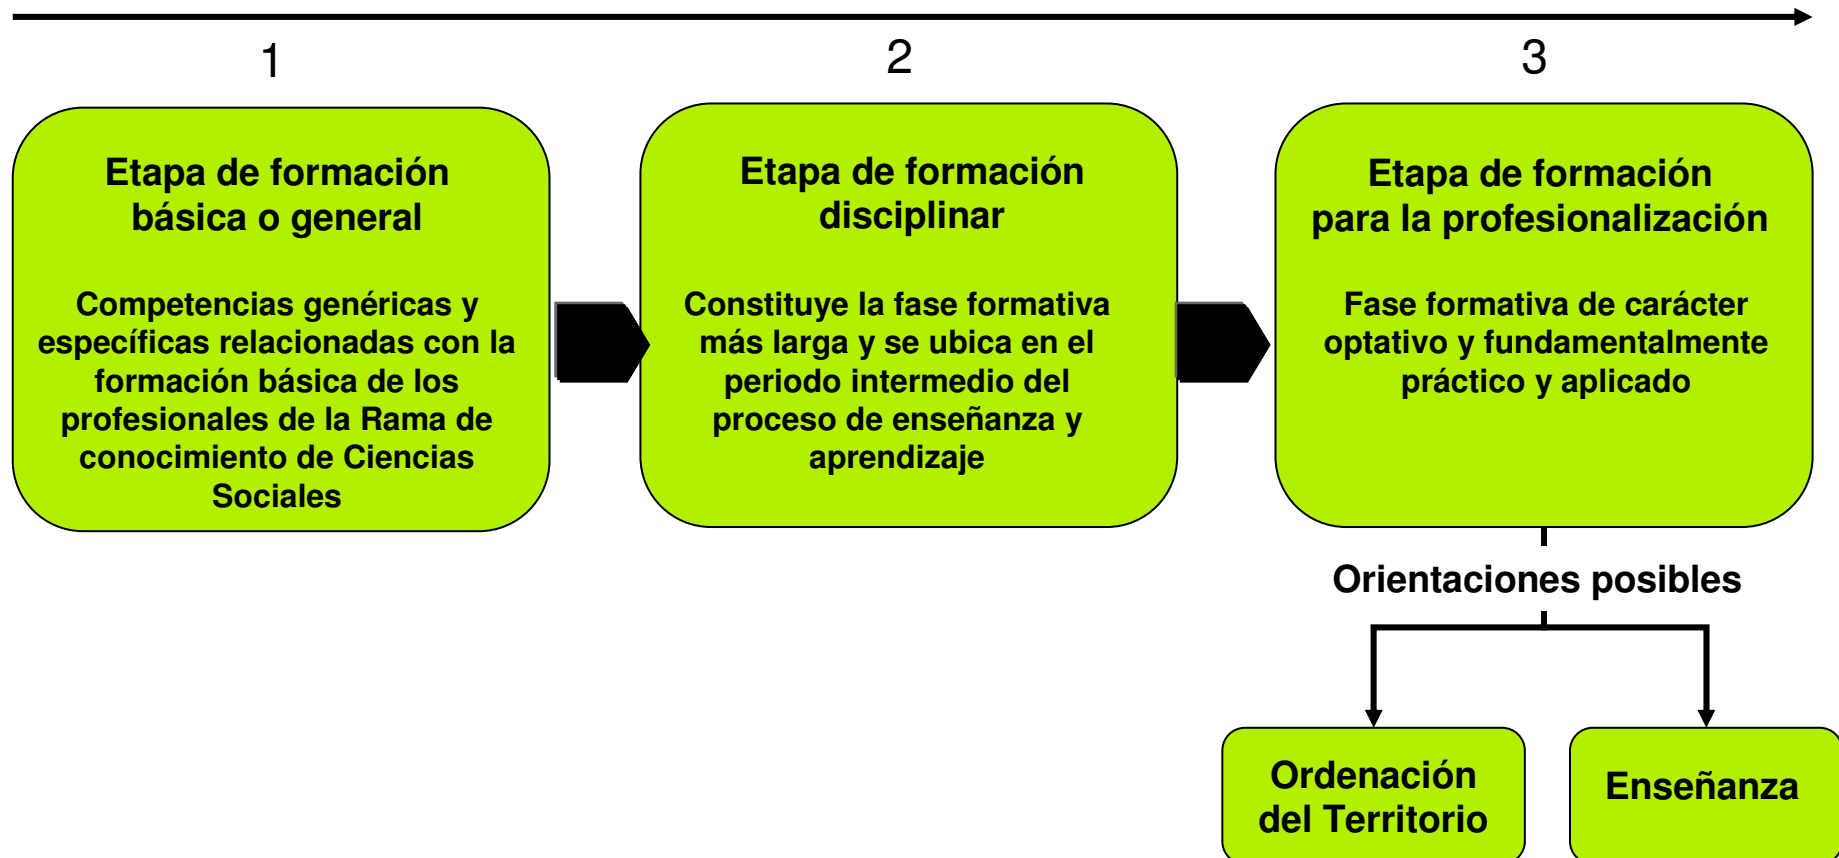 1
2
3
Etapa de formación
básica o general
Competencias genéricas y
específicas relacionadas con la
formación básica de los
profesionales de la Rama de
conocimiento de Ciencias
Sociales
Etapa de formación
disciplinar
Constituye la fase formativa
más larga y se ubica en el
periodo intermedio del
proceso de enseñanza y
aprendizaje
Etapa de formación
para la profesionalización
Fase formativa de carácter
optativo y fundamentalmente
práctico y aplicado
Orientaciones posibles
Ordenación
del Territorio
Enseñanza